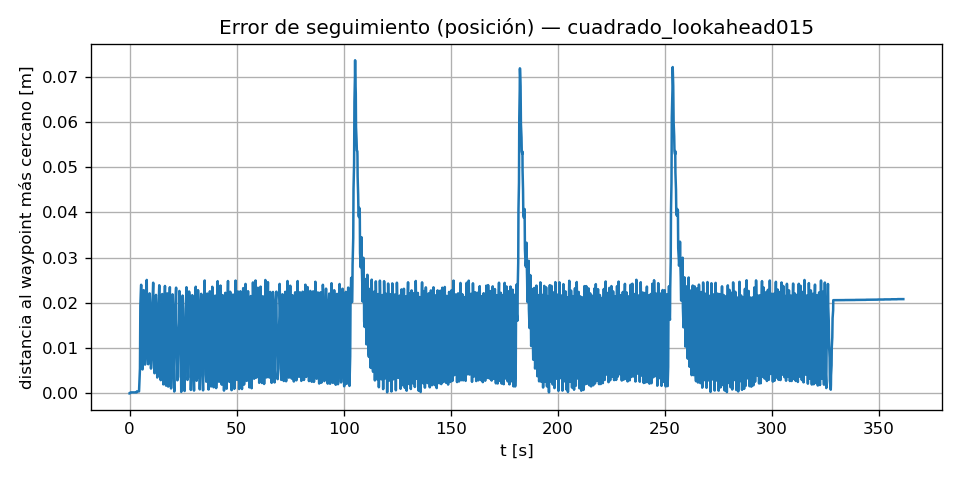 Error de seguimiento (posición) — cuadrado_lookahead015
distancia al waypoint más cercano [m]
0.07
0.06
0.05
0.04
0.03
0.02
0.01
0.00
0 50 100 150 200 250 300 350
t [s]